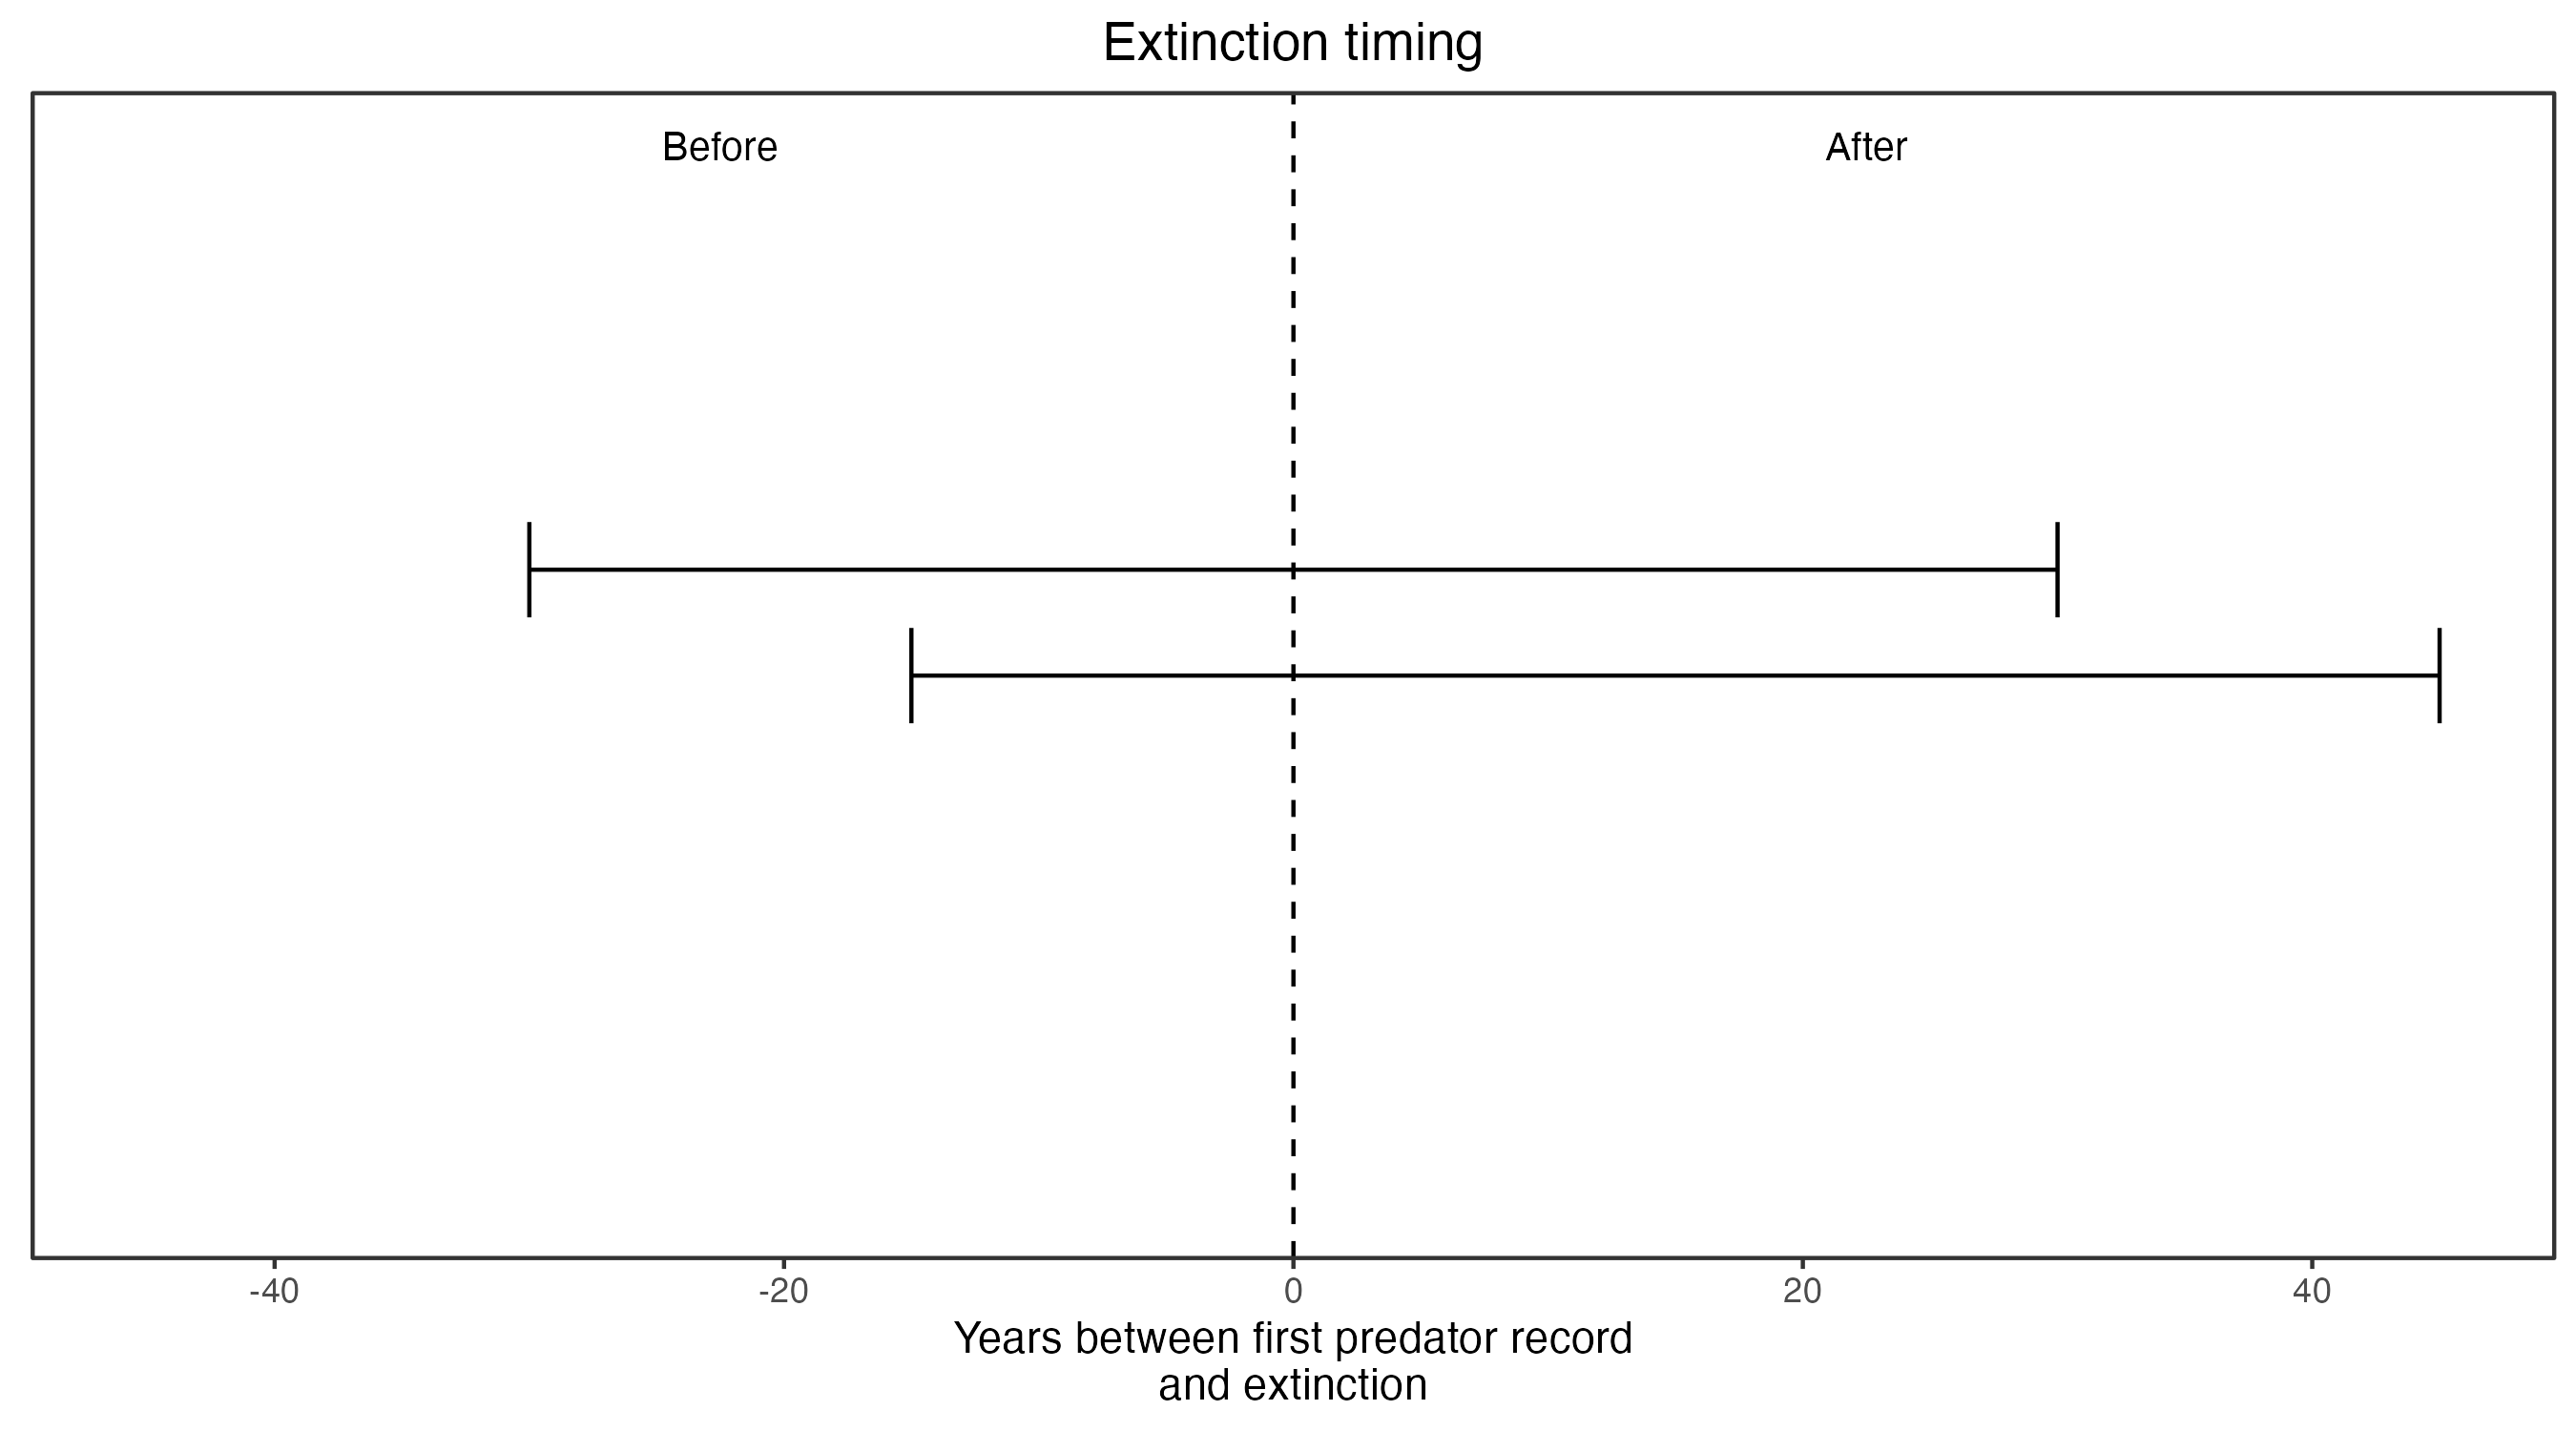 Extinction timing
Before
After
-40
-20
0
20
40
Years between first predator record
and extinction